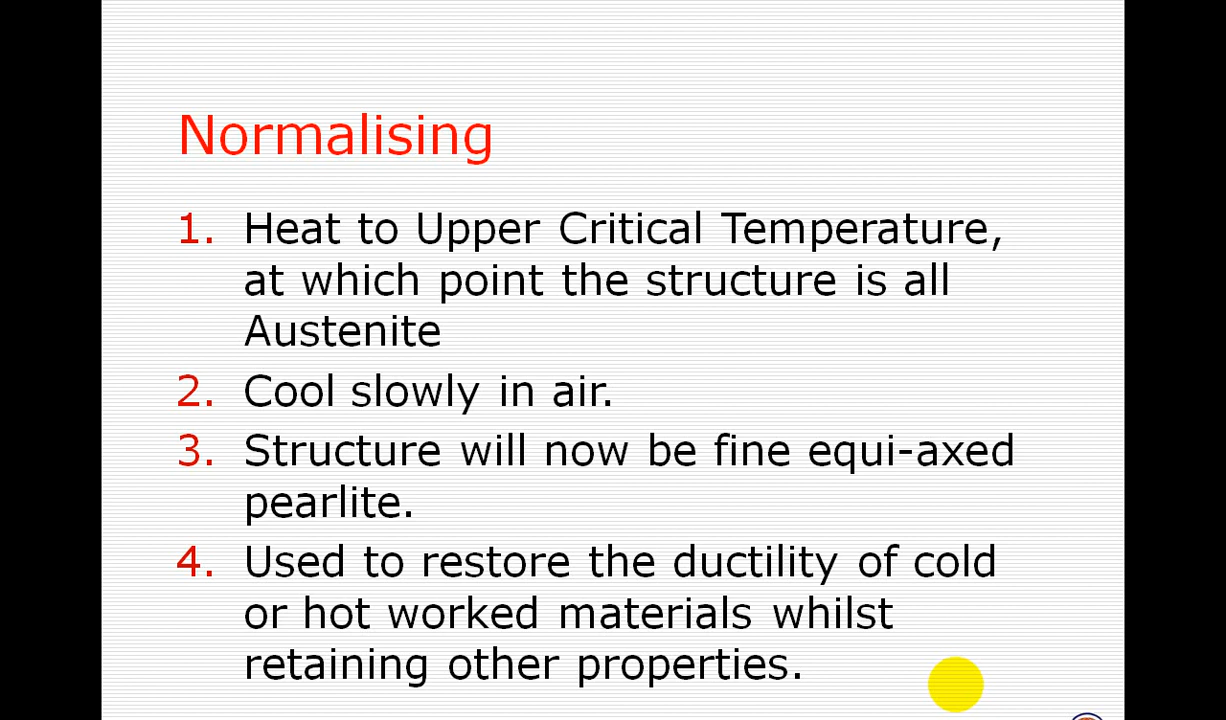 Normalising
1. Heat to Upper Critical Temperature,
at which point the structure is all
Austenite
2. Cool slowly in air.
3. Structure will now be fine equi-axed
pearlite.
4. Used to restore the ductility of cold
or hot worked materials whilst
retaining other properties.